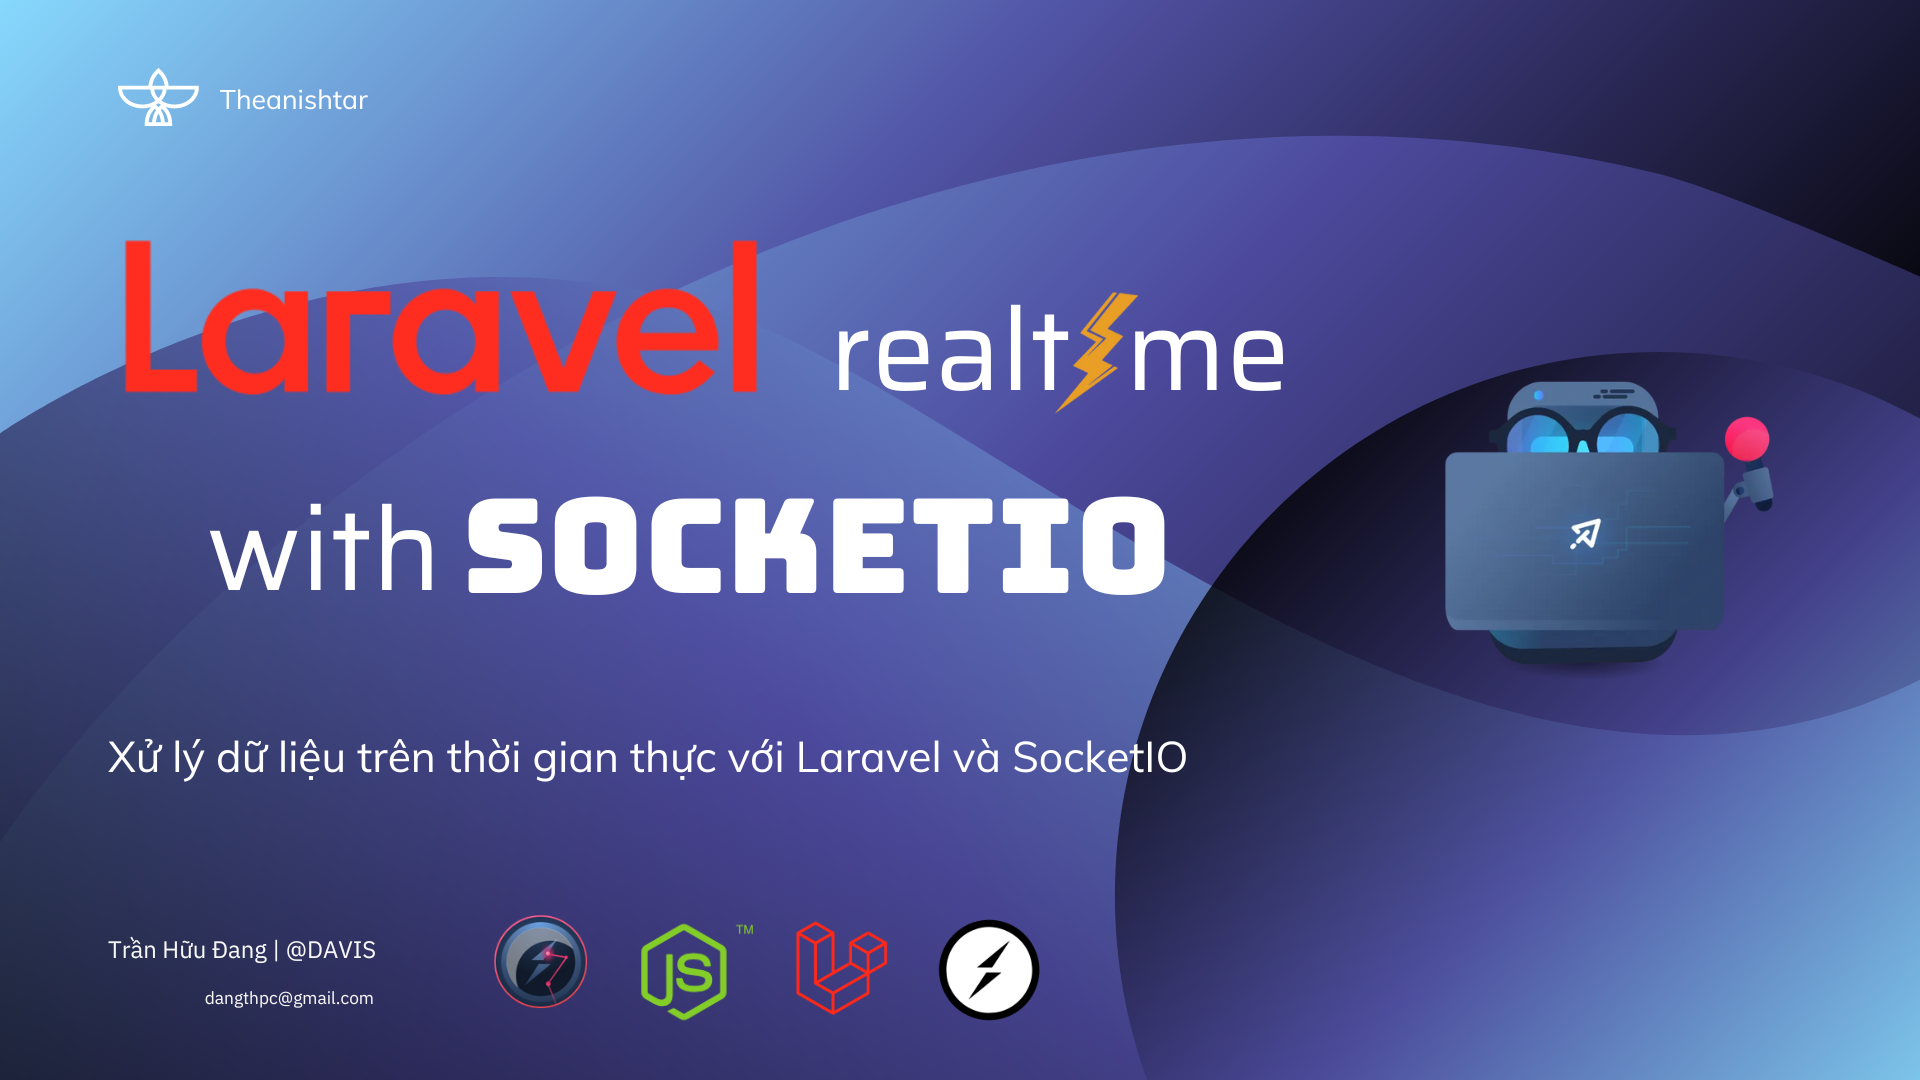 Theanishtar
Laravel realtime
with SOCKETIO
Xử lý dữ liệu trên thời gian thực với Laravel và SocketIO
Trần Hữu Đang | @DAVIS
dangthpc@gmail.com
JS TM